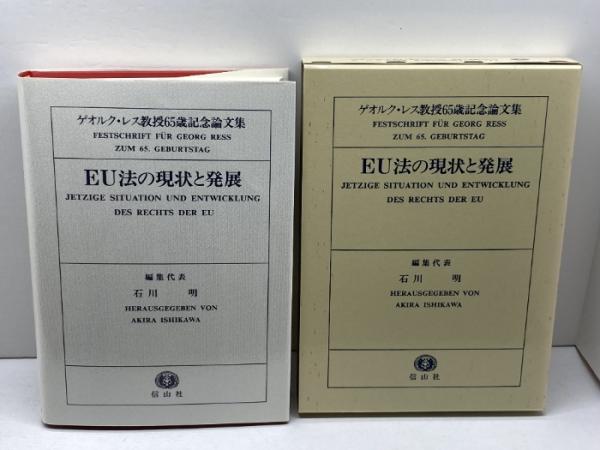 ゲオルク・レス教授65歳記念論文集
FESTSCHRIFT FÜR GEORG RESS
ZUM 65. GEBURTSTAG
EU法の現状と発展
JETZIGE SITUATION UND ENTWICKLUNG
DES RECHTS DER EU
編集代表
石川 明
HERAUSGEGEBEN VON
AKIRA ISHIKAWA
信山社
ゲオルク・レス教授65歳記念論文集
FESTSCHRIFT FÜR GEORG RESS
ZUM 65. GEBURTSTAG
EU法の現状と発展
JETZIGE SITUATION UND ENTWICKLUNG
DES RECHTS DER EU
編集代表
石川 明
HERAUSGEGEBEN VON
AKIRA ISHIKAWA
信山社